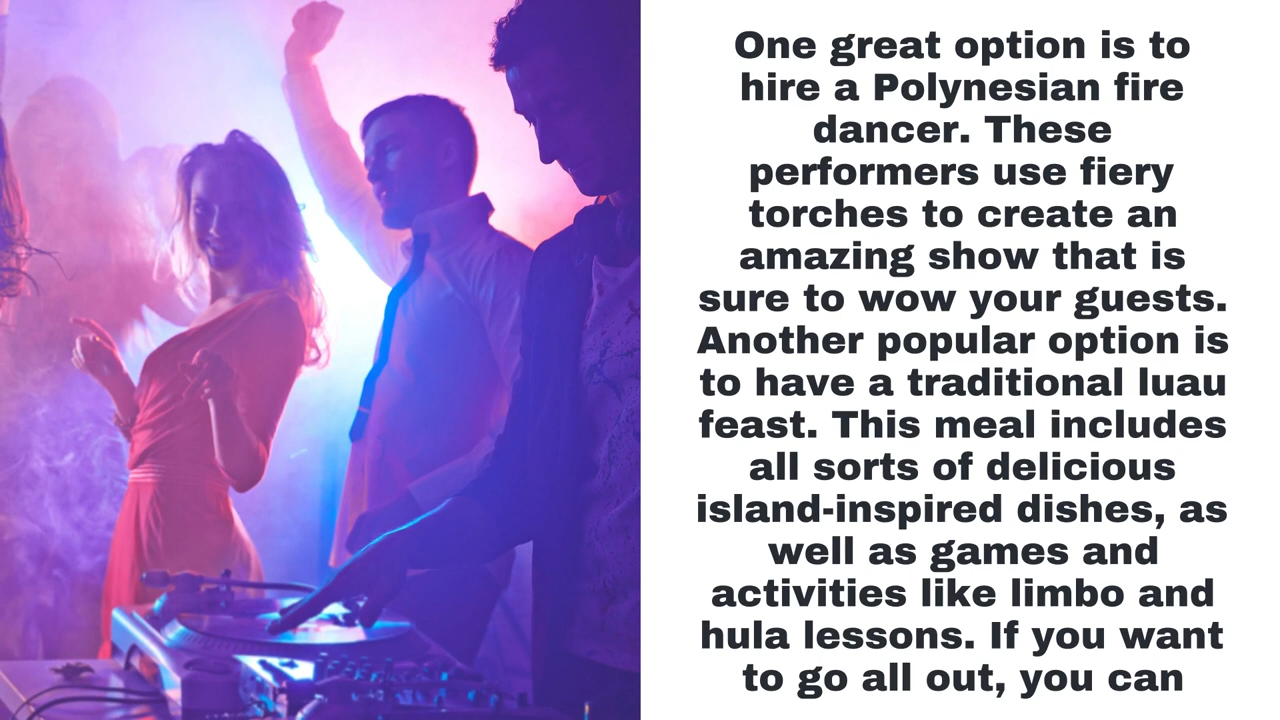 One great option is to
hire a Polynesian fire
dancer. These
performers use fiery
torches to create an
amazing show that is
sure to wow your guests.
Another popular option is
to have a traditional luau
feast. This meal includes
all sorts of delicious
island-inspired dishes, as
well as games and
activities like limbo and
hula lessons. If you want
to go all out, you can